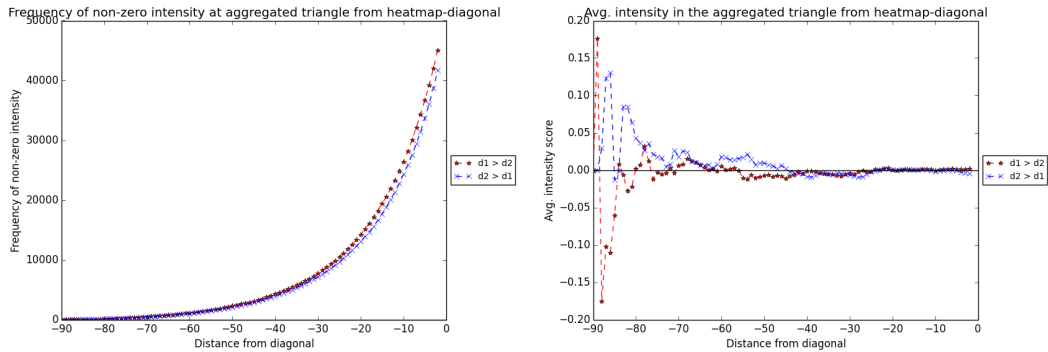 Frequency of non-zero intensity at aggregated triangle from heatmap-diagonal
50000
40000
30000
20000
10000
0
Frequency of non-zero intensity
−90 −80 −70 −60 −50 −40 −30 −20 −10 0
Distance from diagonal
d1 > d2
d2 > d1
Avg. intensity in the aggregated triangle from heatmap-diagonal
0.20
0.15
0.10
0.05
0.00
−0.05
−0.10
−0.15
−0.20
Avg. intensity score
−90 −80 −70 −60 −50 −40 −30 −20 −10 0
Distance from diagonal
d1 > d2
d2 > d1